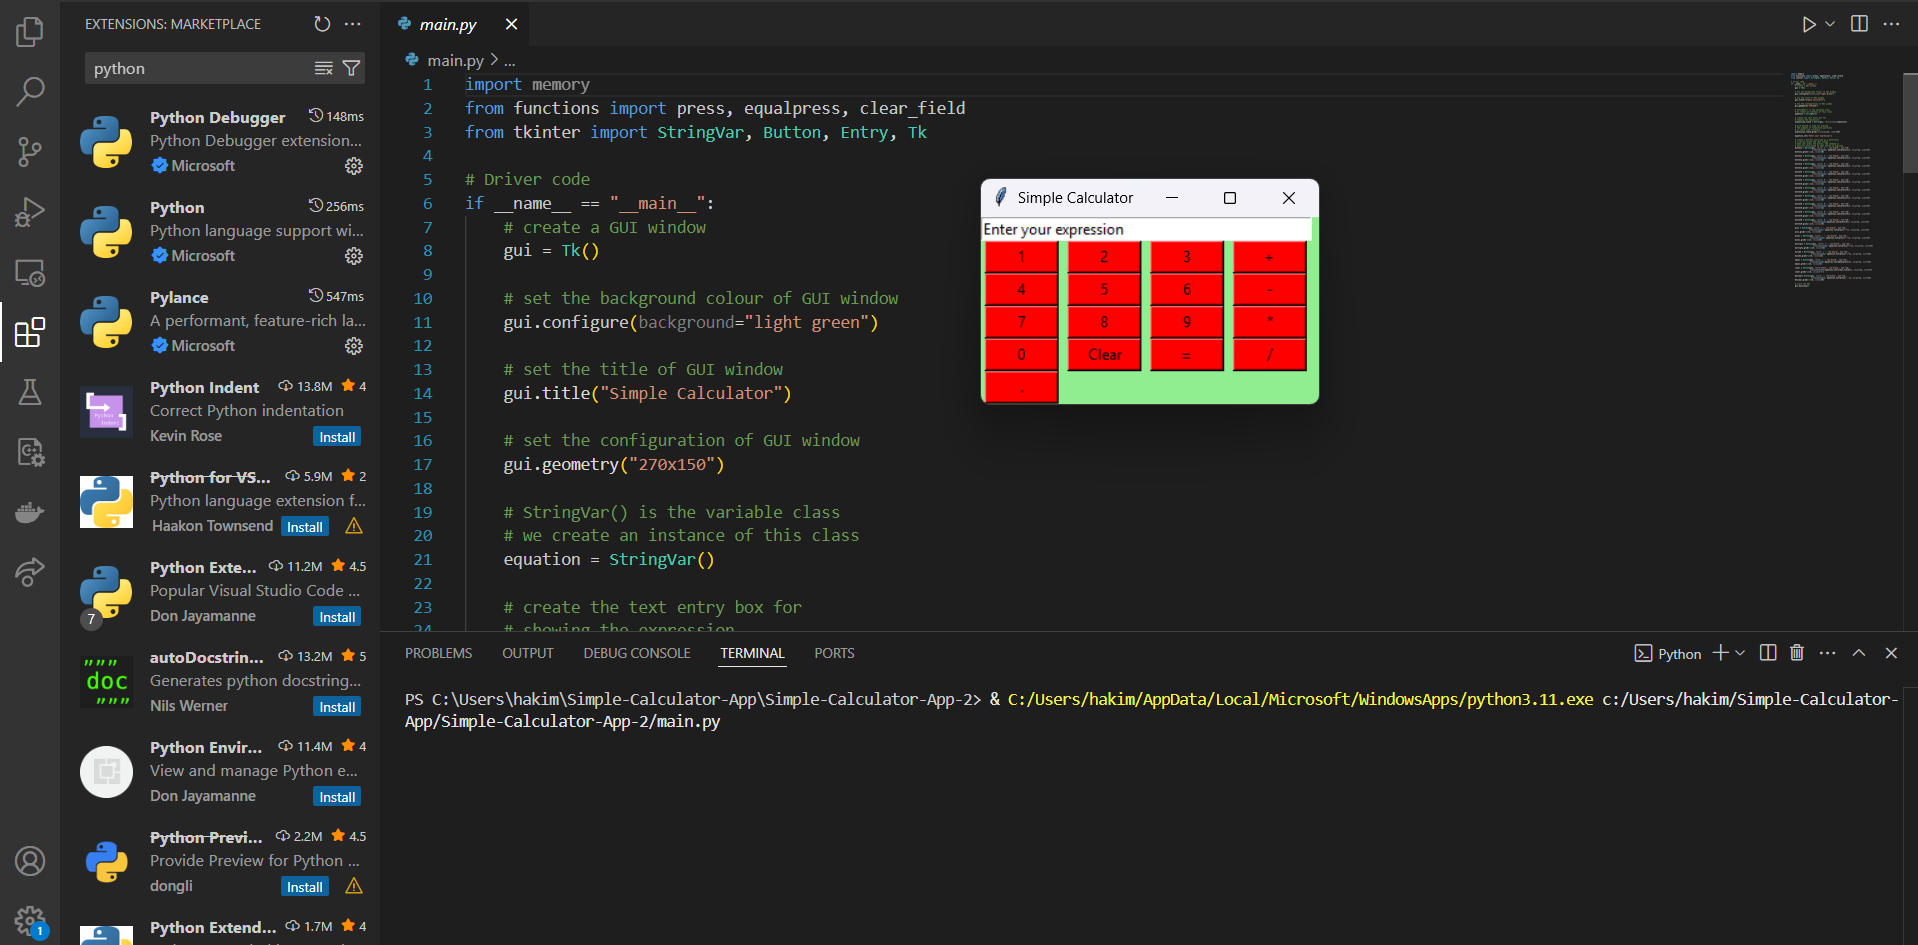 EXTENSIONS: MARKETPLACE
python
Python Debugger 148ms
Python Debugger extension...
Microsoft
Python 256ms
Python language support wi...
Microsoft
Pylance 547ms
A performant, feature-rich la...
Microsoft
Python Indent 13.8M 4
Correct Python indentation
Kevin Rose Install
Python for VS... 5.9M 2
Python language extension f...
Haakon Townsend Install
Python Exte... 11.2M 4.5
Popular Visual Studio Code ...
7 Don Jayamanne Install
autoDocstrin... 13.2M 5
"""
doc
"""
Generates python docstring...
Nils Werner Install
Python Envir... 11.4M 4
View and manage Python e...
Don Jayamanne Install
Python Previ... 2.2M 4.5
Provide Preview for Python ...
dongli Install
Python Extend... 1.7M 4
1
main.py
main.py > ...
1 import memory
2 from functions import press, equalpress, clear_field
3 from tkinter import StringVar, Button, Entry, Tk
4
5 # Driver code
6 if __name__ == "__main__":
7 # create a GUI window
8 gui = Tk()
9
10 # set the background colour of GUI window
11 gui.configure(background="light green")
12
13 # set the title of GUI window
14 gui.title("Simple Calculator")
15
16 # set the configuration of GUI window
17 gui.geometry("270x150")
18
19 # StringVar() is the variable class
20 # we create an instance of this class
21 equation = StringVar()
22
23 # create the text entry box for
24 # showing the expression
Simple Calculator
Enter your expression
1 2 3 +
4 5 6 -
7 8 9 *
0 Clear = /
.
PROBLEMS OUTPUT DEBUG CONSOLE TERMINAL PORTS
Python
PS C:\Users\hakim\Simple-Calculator-App\Simple-Calculator-App-2> & C:/Users/hakim/AppData/Local/Microsoft/WindowsApps/python3.11.exe c:/Users/hakim/Simple-Calculator-
App/Simple-Calculator-App-2/main.py